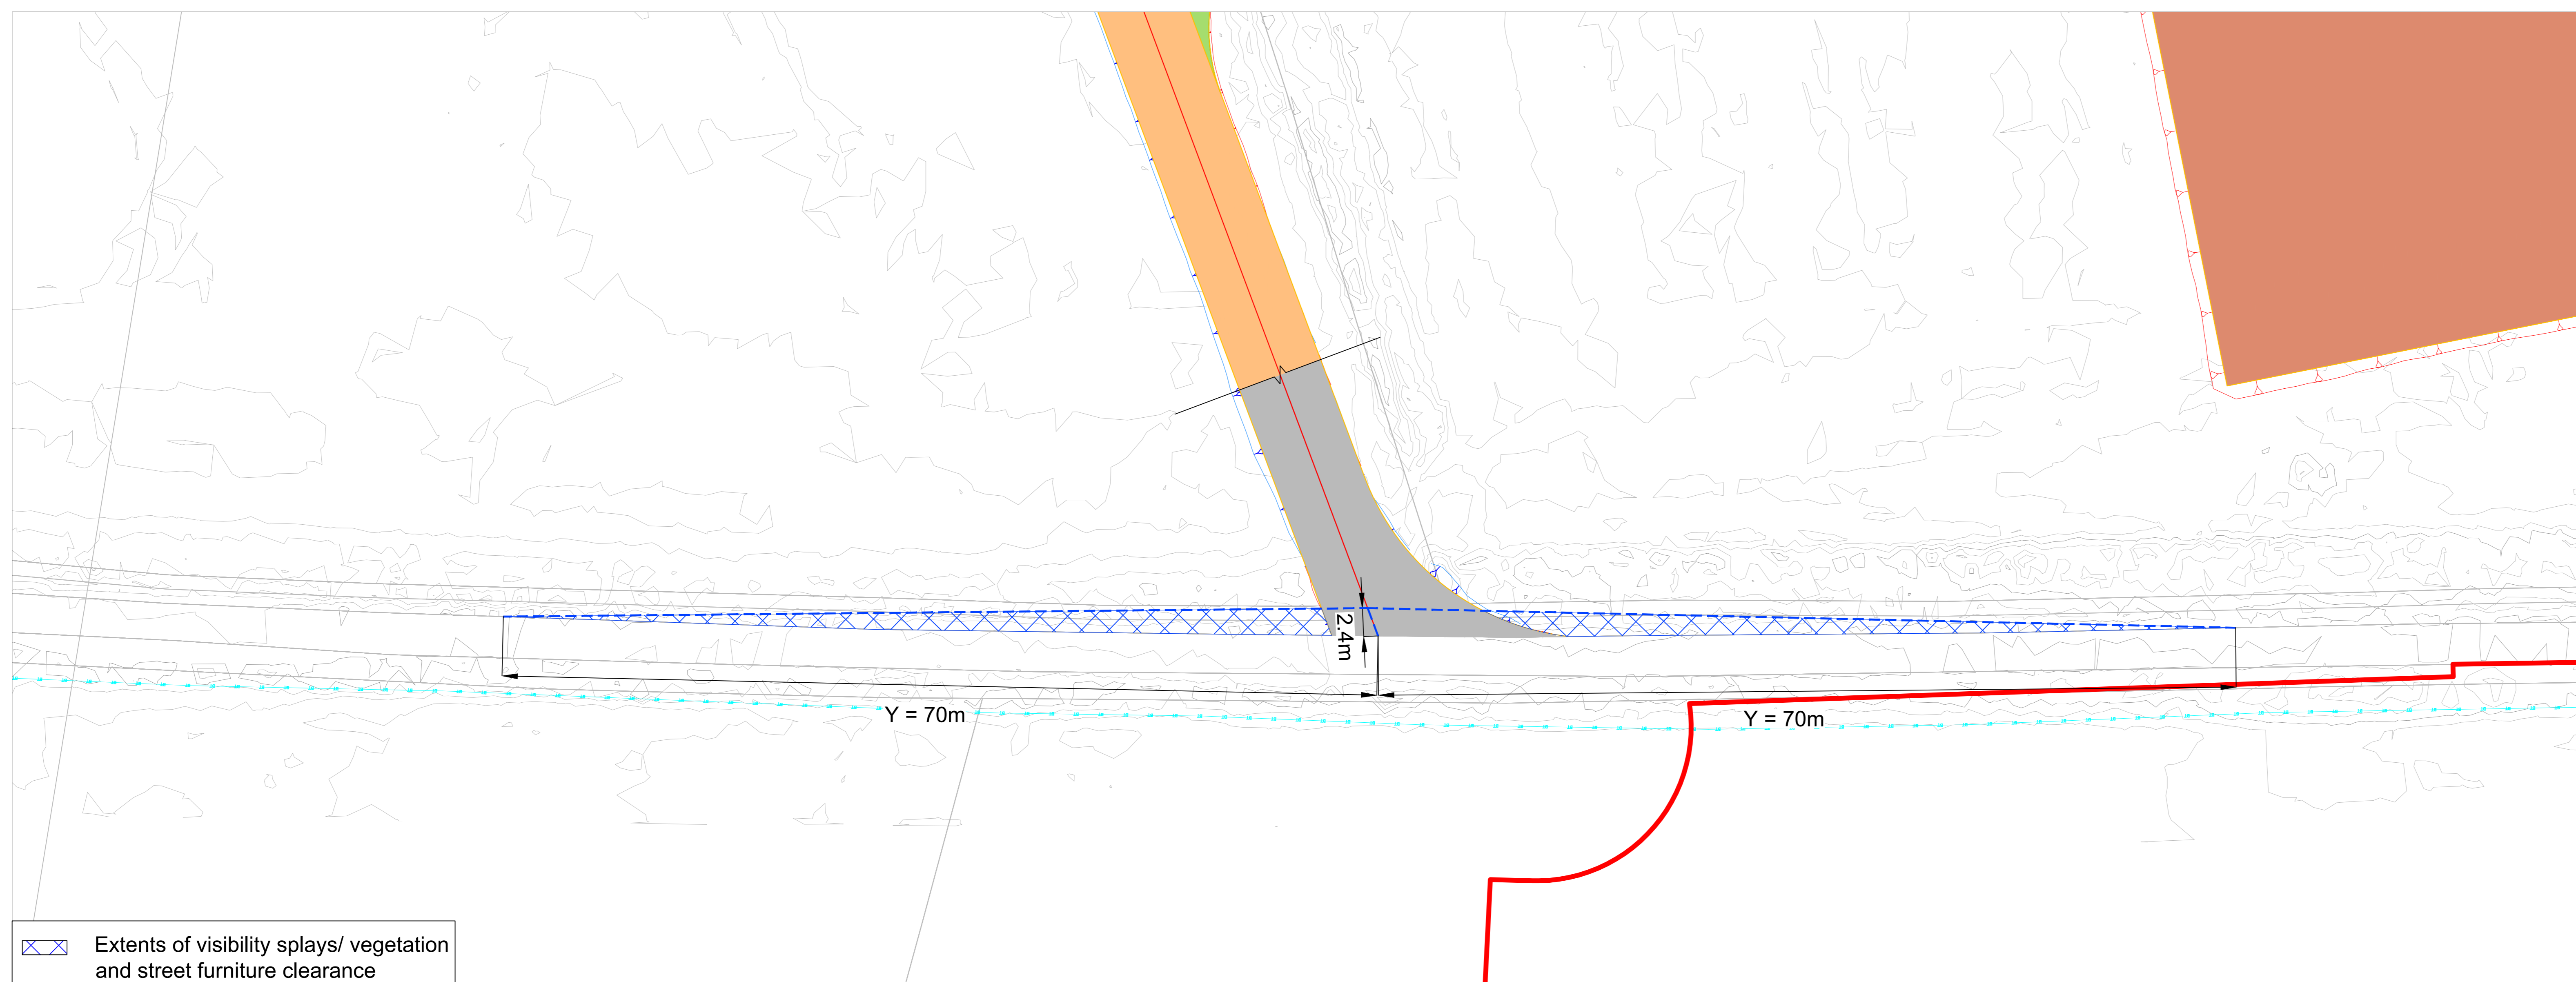 2.4m
Y = 70m
Y = 70m
Extents of visibility splays/ vegetation
and street furniture clearance